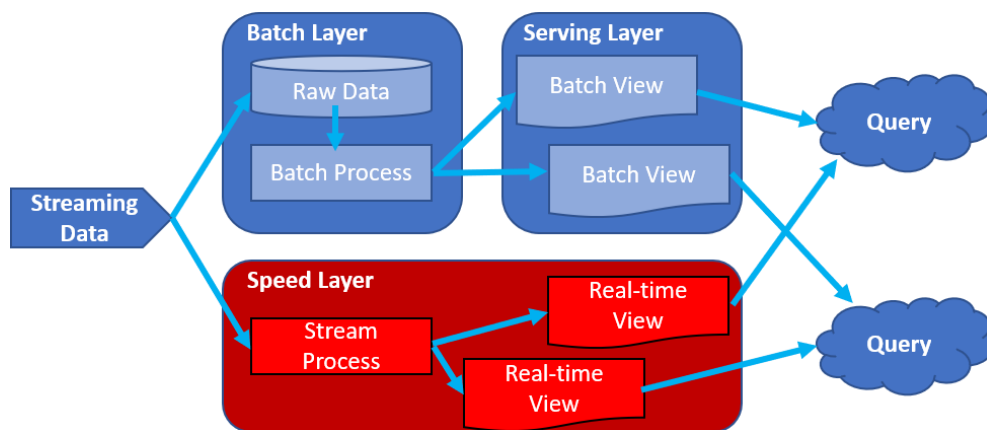 Batch Layer
Raw Data
Batch Process
Serving Layer
Batch View
Batch View
Query
Streaming
Data
Speed Layer
Stream
Process
Real-time
View
Real-time
View
Query